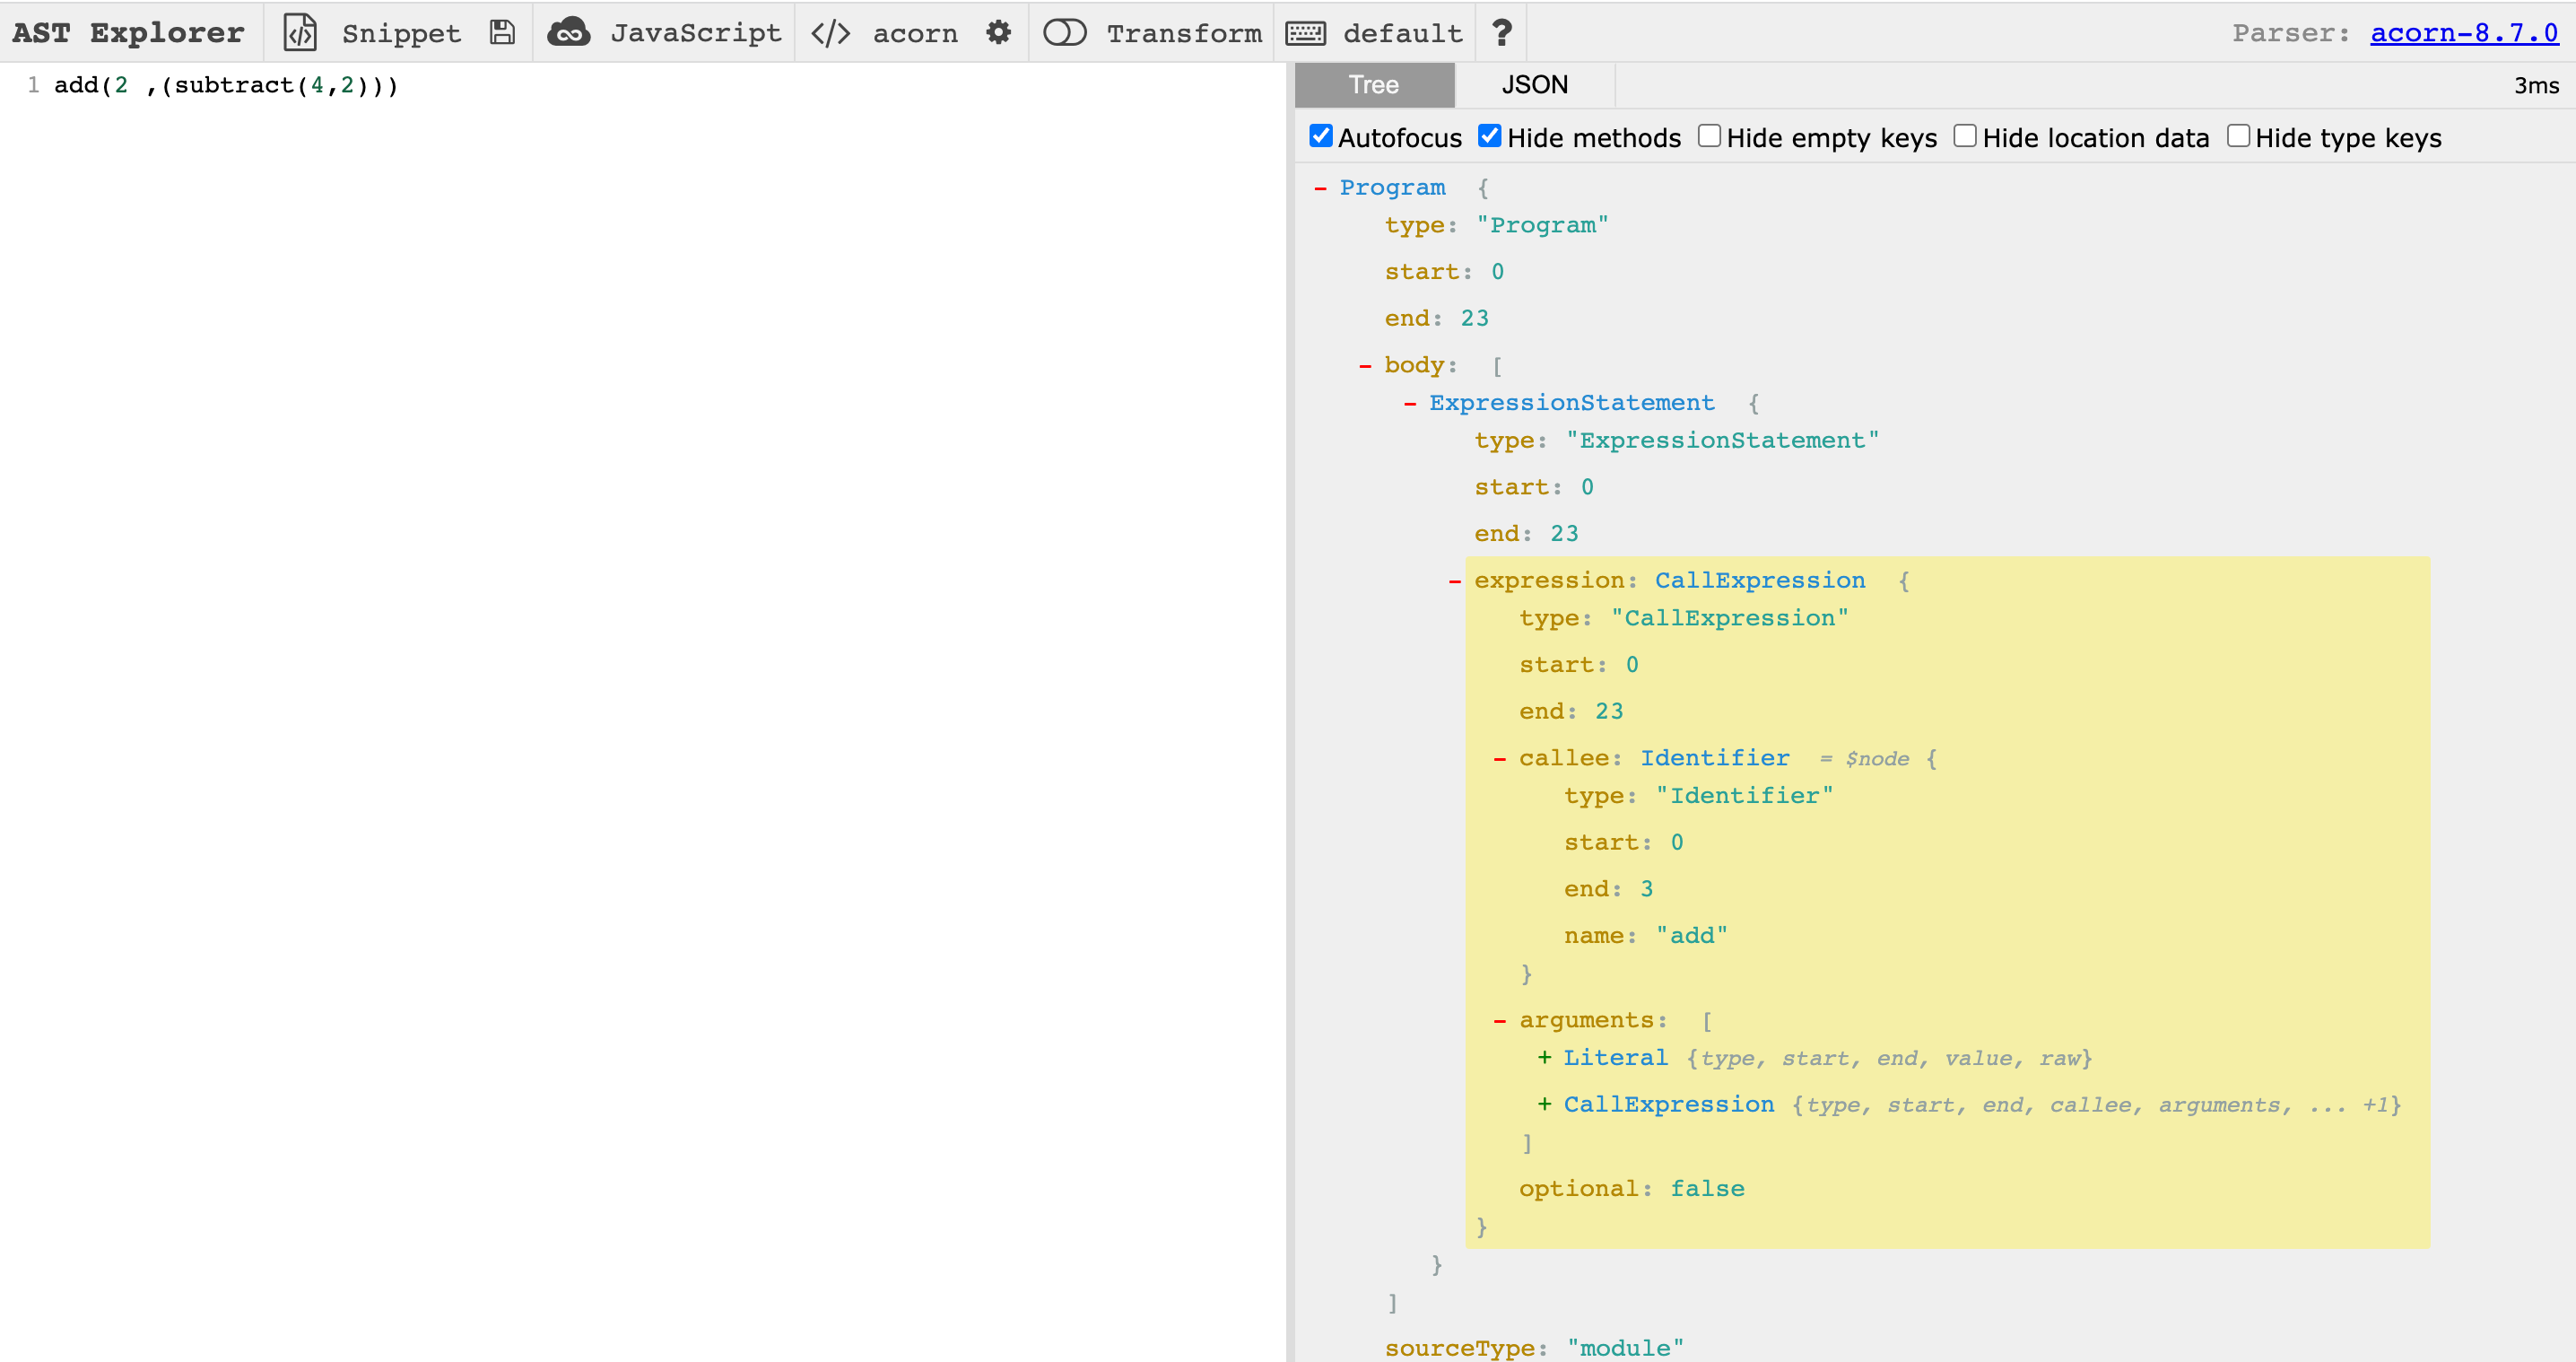 AST Explorer Snippet JavaScript </> acorn Transform default ? Parser: acorn-8.7.0
1 add(2 ,(subtract(4,2)))
Tree JSON 3ms
Autofocus Hide methods Hide empty keys Hide location data Hide type keys
- Program {
type: "Program"
start: 0
end: 23
- body: [
- ExpressionStatement {
type: "ExpressionStatement"
start: 0
end: 23
- expression: CallExpression {
type: "CallExpression"
start: 0
end: 23
- callee: Identifier = $node {
type: "Identifier"
start: 0
end: 3
name: "add"
}
- arguments: [
+ Literal {type, start, end, value, raw}
+ CallExpression {type, start, end, callee, arguments, ... +1}
]
optional: false
}
}
]
sourceType: "module"